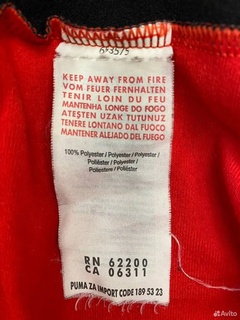 KEEP AWAY FROM FIRE
VOM FEUER FERNHALTEN
TENIR LOIN DU FEU
MANTENHA LONGE DO FOGO
ATEŞTEN UZAK TUTUNUZ
TENERE LONTANO DAL FUOCO
MANTENER ALEJADO DEL FUEGO
100% Polyester / Polyester /
Polyester / Poliéster / Polyester /
Poliestere / Poliéster
RN 62200
CA 06311
PUMA ZA IMPORT CODE 189 53 23
Avito